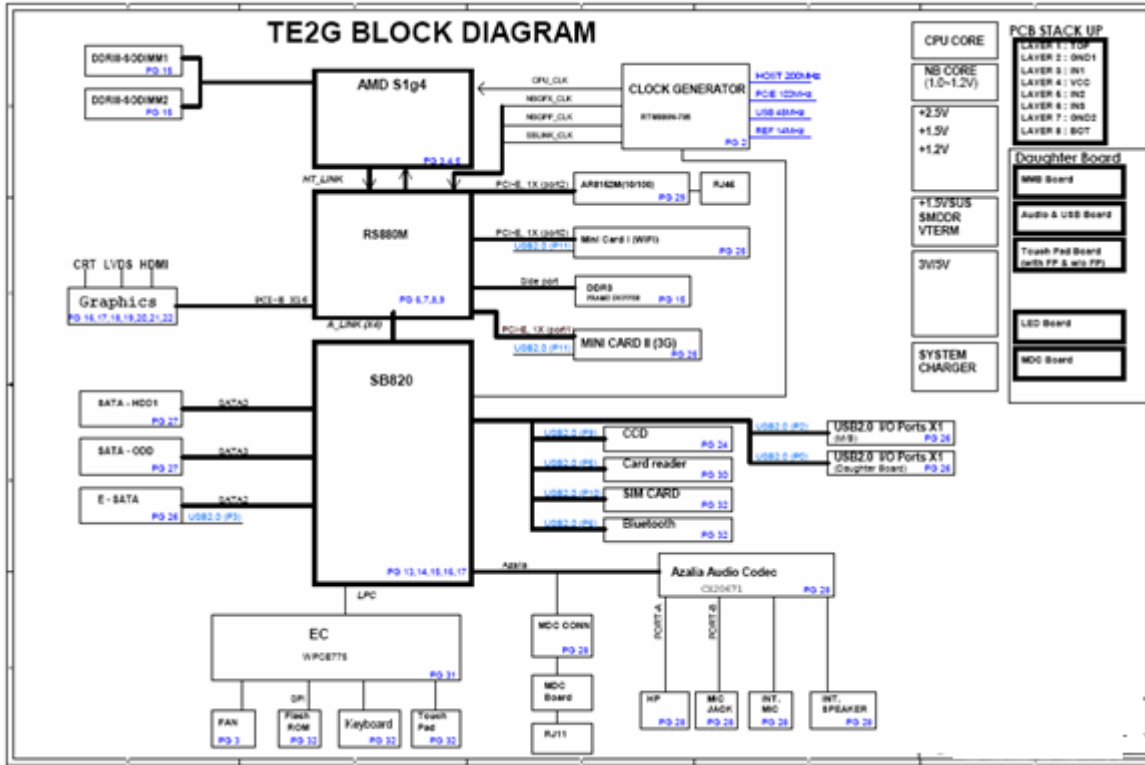 TE2G BLOCK DIAGRAM
DDRIII-SODIMM1
PG 15
DDRIII-SODIMM2
PG 15
AMD S1g4
PG 3,4,5
CPU_CLK
NBGFX_CLK
NBGPP_CLK
SBLINK_CLK
CLOCK GENERATOR
PG 2
HOST 200MHz
PCIE 100MHz
USB 48MHz
REF 14MHz
HT_LINK
RS880M
PG 6,7,8,9
PCI-E, 1X (port2)
AR8152M(10/100)
PG 29
RJ45
PCI-E, 1X (port2)
USB2.0 (P11)
Mini Card I (WIFI)
PG 25
Side port
DDR3
PG 15
PCI-E, 1X (port1)
USB2.0 (P11)
MINI CARD II (3G)
PG 25
CRT LVDS HDMI
Graphics
PG 16,17,18,19,20,21,22
A_LINK (X4)
SB820
PG 13,14,15,16,17
SATA - HDD1
PG 27
SATA - ODD
PG 27
E - SATA
PG 26
USB2.0 (P3)
CCD
PG 24
Card reader
PG 30
USB2.0 (P10)
SIM CARD
PG 32
Bluetooth
PG 32
USB2.0 (P2)
USB2.0 I/O Ports X1
(M/B)
PG 26
USB2.0 (P0)
USB2.0 I/O Ports X1
(Daughter Board)
PG 26
Azalia
Azalia Audio Codec
CX20671
PG 28
LPC
EC
WPCE775
PG 31
FAN
PG 3
SPI
Flash
ROM
PG 32
Keyboard
PG 32
Touch
Pad
PG 32
MDC CONN
PG 28
MDC
Board
RJ11
PORT-A
PORT-B
HP
PG 28
MIC
JACK
PG 28
INT.
MIC
PG 28
INT.
SPEAKER
PG 28
CPU CORE
NB CORE
(1.0~1.2V)
+2.5V
+1.5V
+1.2V
+1.5VSUS
SMDDR
VTERM
3V/5V
SYSTEM
CHARGER
PCB STACK UP
LAYER 1 : TOP
LAYER 2 : GND1
LAYER 3 : IN1
LAYER 4 : VCC
LAYER 5 : IN2
LAYER 6 : IN3
LAYER 7 : GND2
LAYER 8 : BOT
Daughter Board
MMB Board
Audio & USB Board
Touch Pad Board
(with FP & w/o FP)
LED Board
MDC Board